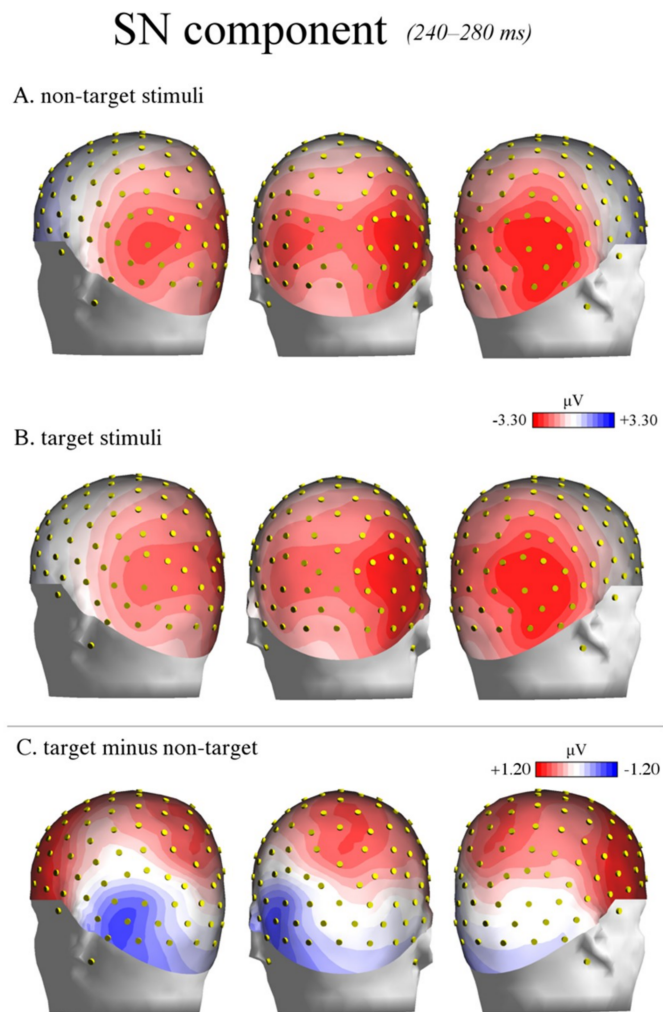 SN component (240–280 ms)
A. non-target stimuli
µV
-3.30 +3.30
B. target stimuli
C. target minus non-target
µV
+1.20 -1.20